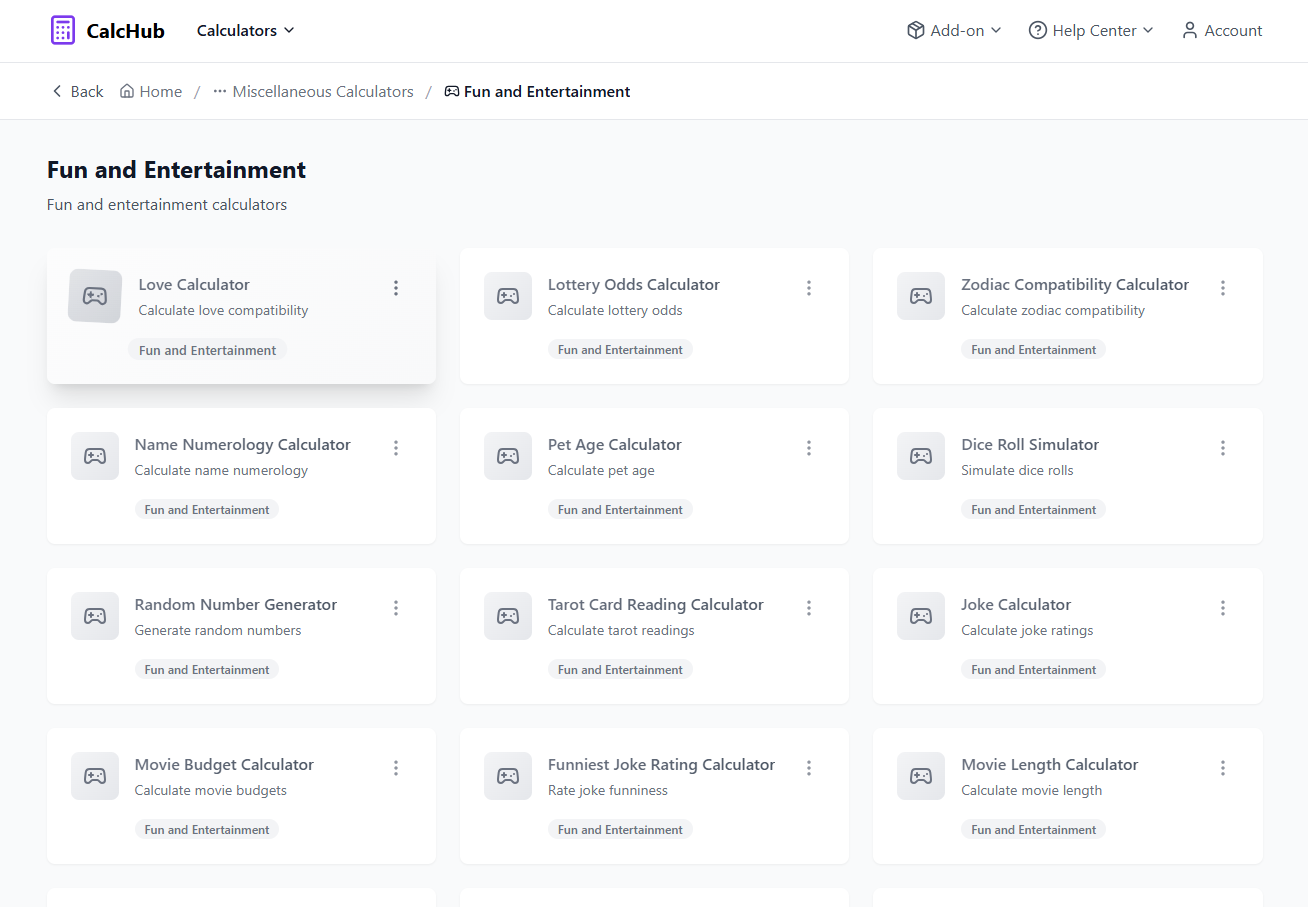 CalcHub
Calculators
Add-on
Help Center
Account
Back
Home
/
Miscellaneous Calculators
/
Fun and Entertainment
Fun and Entertainment
Fun and entertainment calculators
Love Calculator
Calculate love compatibility
Fun and Entertainment
Lottery Odds Calculator
Calculate lottery odds
Fun and Entertainment
Zodiac Compatibility Calculator
Calculate zodiac compatibility
Fun and Entertainment
Name Numerology Calculator
Calculate name numerology
Fun and Entertainment
Pet Age Calculator
Calculate pet age
Fun and Entertainment
Dice Roll Simulator
Simulate dice rolls
Fun and Entertainment
Random Number Generator
Generate random numbers
Fun and Entertainment
Tarot Card Reading Calculator
Calculate tarot readings
Fun and Entertainment
Joke Calculator
Calculate joke ratings
Fun and Entertainment
Movie Budget Calculator
Calculate movie budgets
Fun and Entertainment
Funniest Joke Rating Calculator
Rate joke funniness
Fun and Entertainment
Movie Length Calculator
Calculate movie length
Fun and Entertainment